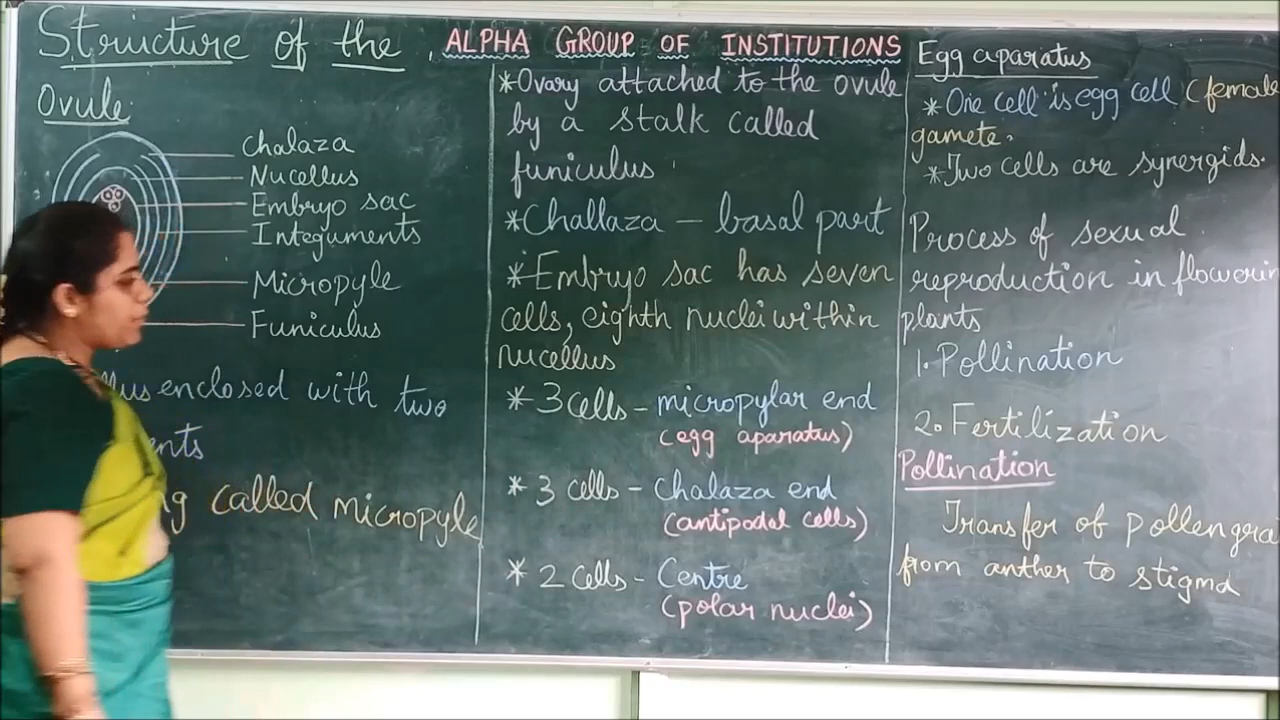 Structure of the
Ovule
chalaza
Nucellus
Embryo sac
Integuments
Micropyle
Funiculus
enclosed with two
called micropyle
ALPHA GROUP OF INSTITUTIONS
*Ovary attached to the ovule
by a stalk called
funiculus
*Challaza – basal part
*Embryo sac has seven
cells, eighth nuclei within
nucellus
*3 cells – micropylar end
(egg aparatus)
*3 cells – Chalaza end
(antipodal cells)
*2 cells – Centre
(polar nuclei)
Egg aparatus
*One cell is egg cell (female
gamete.
*Two cells are synergids.
Process of sexual
reproduction in flowerin
plants
1. Pollination
2. Fertilization
Pollination
Transfer of pollengra
from anther to stigma